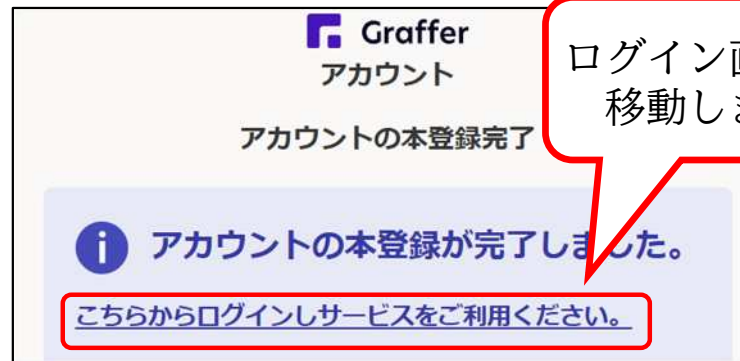 Graffer
アカウント
ログイン
移動し
アカウントの本登録完了
アカウントの本登録が完了しました。
こちらからログインしサービスをご利用ください。